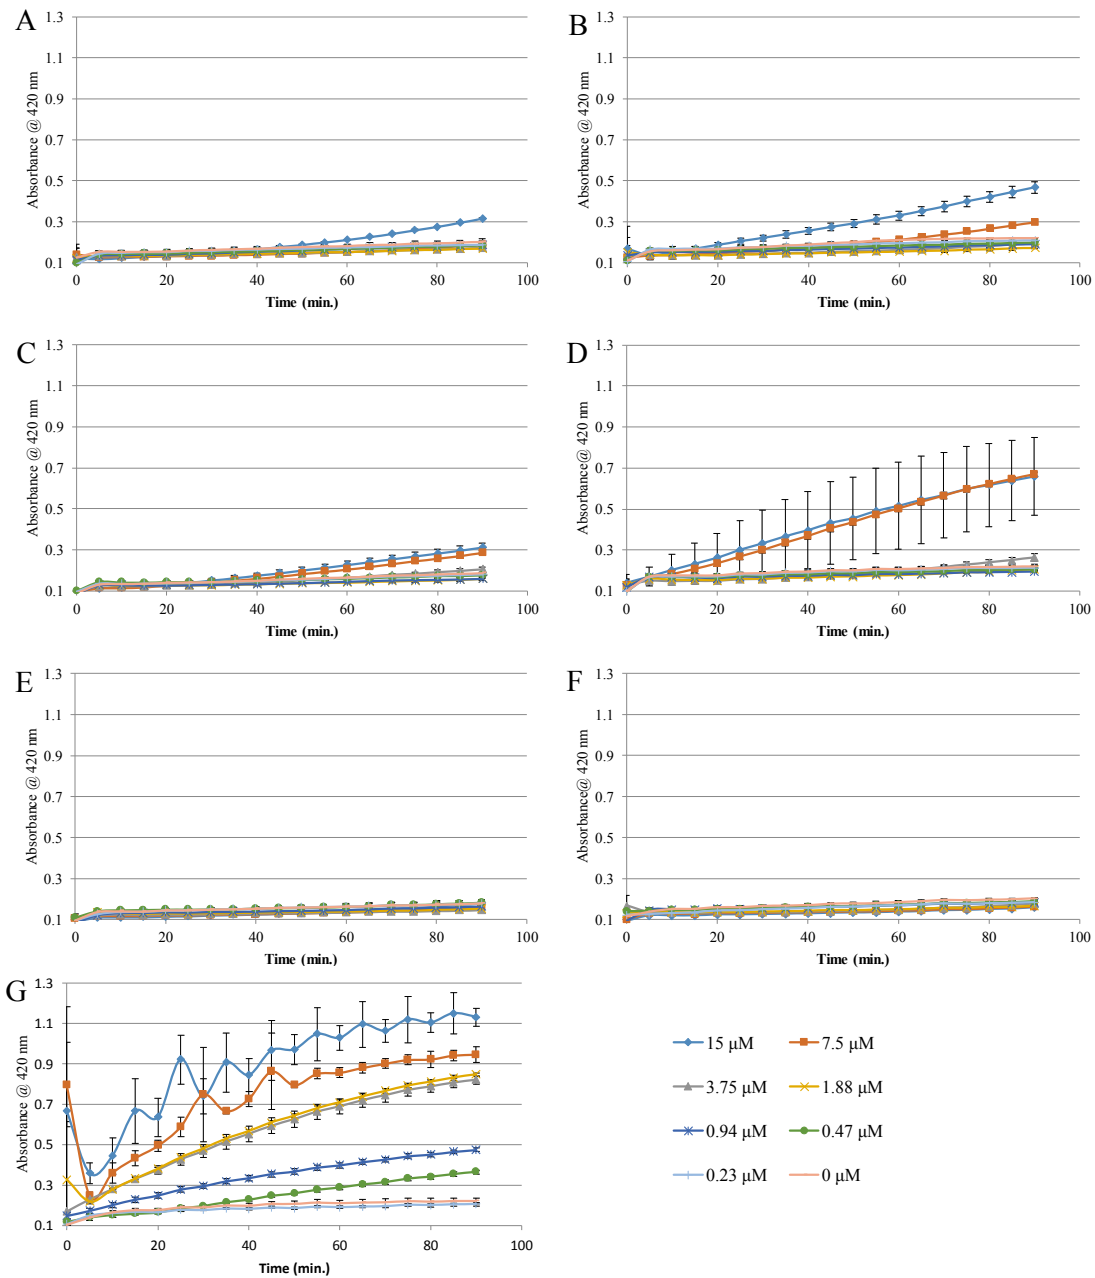 A
1.3
1.1
0.9
0.7
0.5
0.3
0.1
0 20 40 60 80 100
Absorbance @ 420 nm
Time (min.)
B
1.3
1.1
0.9
0.7
0.5
0.3
0.1
0 20 40 60 80 100
Absorbance @ 420 nm
Time (min.)
C
1.3
1.1
0.9
0.7
0.5
0.3
0.1
0 20 40 60 80 100
Absorbance @ 420 nm
Time (min.)
D
1.3
1.1
0.9
0.7
0.5
0.3
0.1
0 20 40 60 80 100
Absorbance@ 420 nm
Time (min.)
E
1.3
1.1
0.9
0.7
0.5
0.3
0.1
0 20 40 60 80 100
Absorbance @ 420 nm
Time (min.)
F
1.3
1.1
0.9
0.7
0.5
0.3
0.1
0 20 40 60 80 100
Absorbance@ 420 nm
Time (min.)
G
1.3
1.1
0.9
0.7
0.5
0.3
0.1
0 20 40 60 80 100
Absorbance @ 420 nm
Time (min.)
15 µM 7.5 µM
3.75 µM 1.88 µM
0.94 µM 0.47 µM
0.23 µM 0 µM